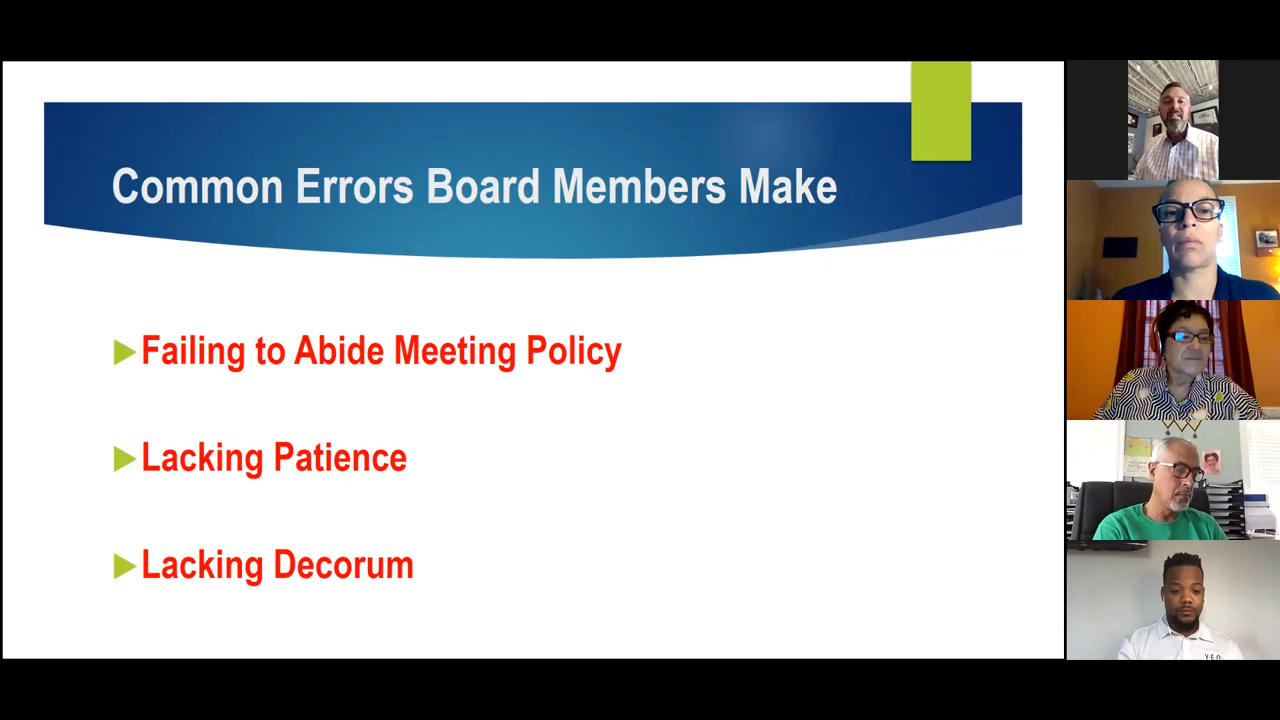 Common Errors Board Members Make
Failing to Abide Meeting Policy
Lacking Patience
Lacking Decorum
Y.E.O.